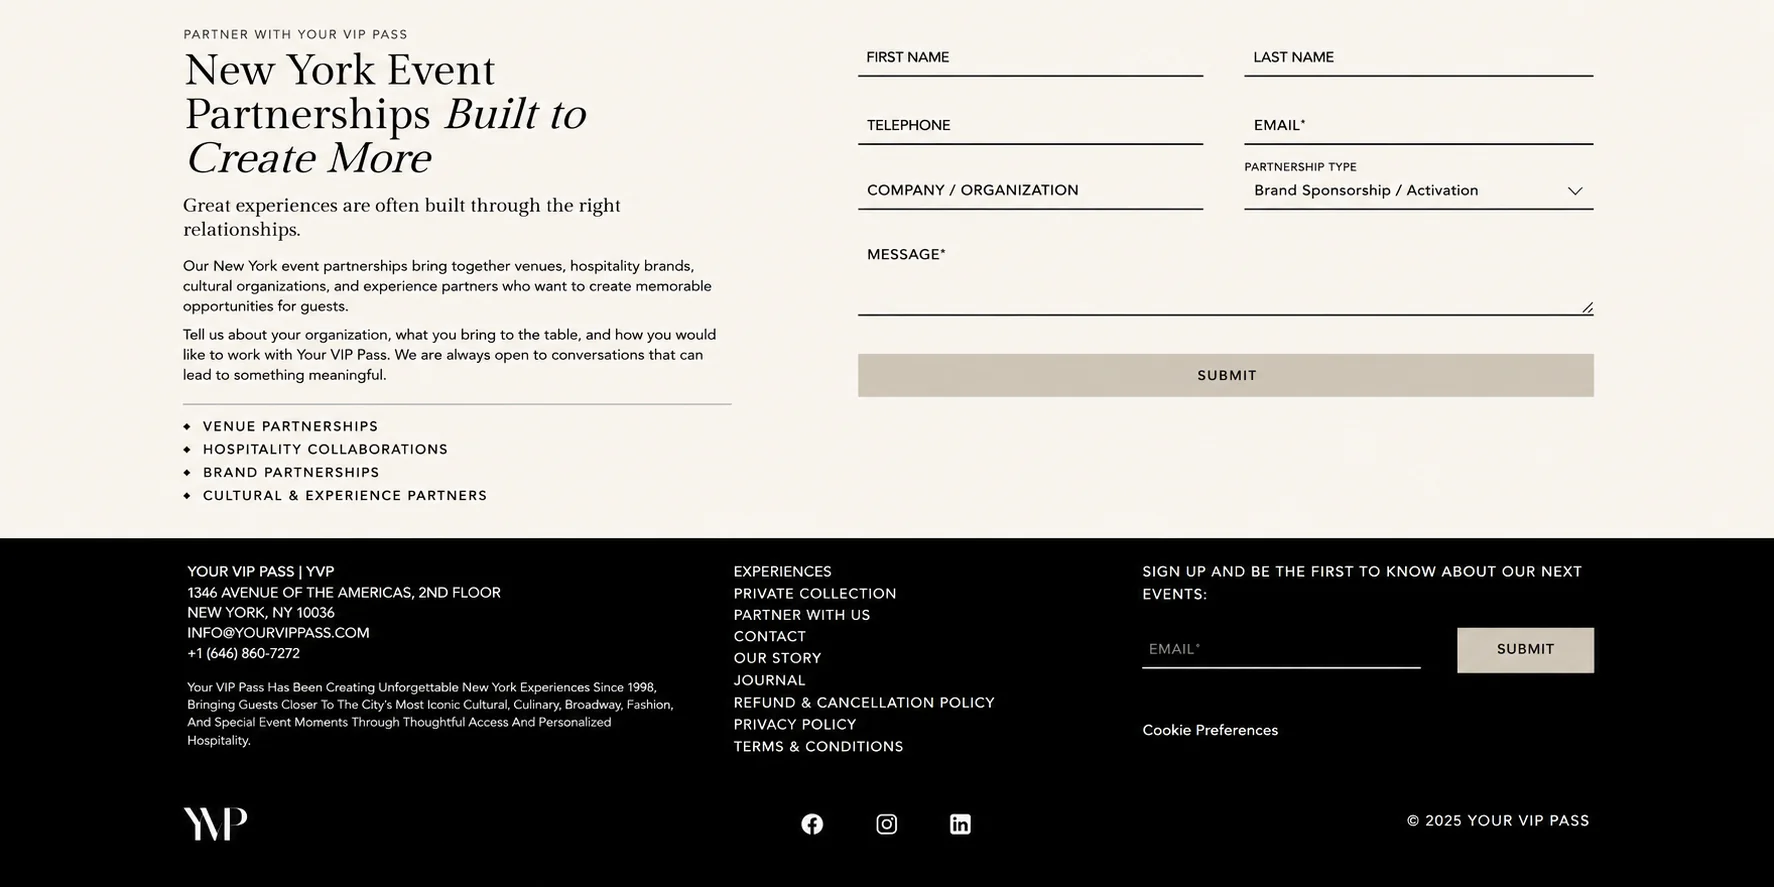 PARTNER WITH YOUR VIP PASS
New York Event
Partnerships Built to
Create More
Great experiences are often built through the right
relationships.
Our New York event partnerships bring together venues, hospitality brands,
cultural organizations, and experience partners who want to create memorable
opportunities for guests.
Tell us about your organization, what you bring to the table, and how you would
like to work with Your VIP Pass. We are always open to conversations that can
lead to something meaningful.
VENUE PARTNERSHIPS
HOSPITALITY COLLABORATIONS
BRAND PARTNERSHIPS
CULTURAL & EXPERIENCE PARTNERS
FIRST NAME
LAST NAME
TELEPHONE
EMAIL*
COMPANY / ORGANIZATION
PARTNERSHIP TYPE
Brand Sponsorship / Activation
MESSAGE*
SUBMIT
YOUR VIP PASS | YVP
1346 AVENUE OF THE AMERICAS, 2ND FLOOR
NEW YORK, NY 10036
INFO@YOURVIPPASS.COM
+1 (646) 860-7272
Your VIP Pass Has Been Creating Unforgettable New York Experiences Since 1998,
Bringing Guests Closer To The City's Most Iconic Cultural, Culinary, Broadway, Fashion,
And Special Event Moments Through Thoughtful Access And Personalized
Hospitality.
EXPERIENCES
PRIVATE COLLECTION
PARTNER WITH US
CONTACT
OUR STORY
JOURNAL
REFUND & CANCELLATION POLICY
PRIVACY POLICY
TERMS & CONDITIONS
SIGN UP AND BE THE FIRST TO KNOW ABOUT OUR NEXT
EVENTS:
EMAIL*
SUBMIT
Cookie Preferences
YVP
© 2025 YOUR VIP PASS